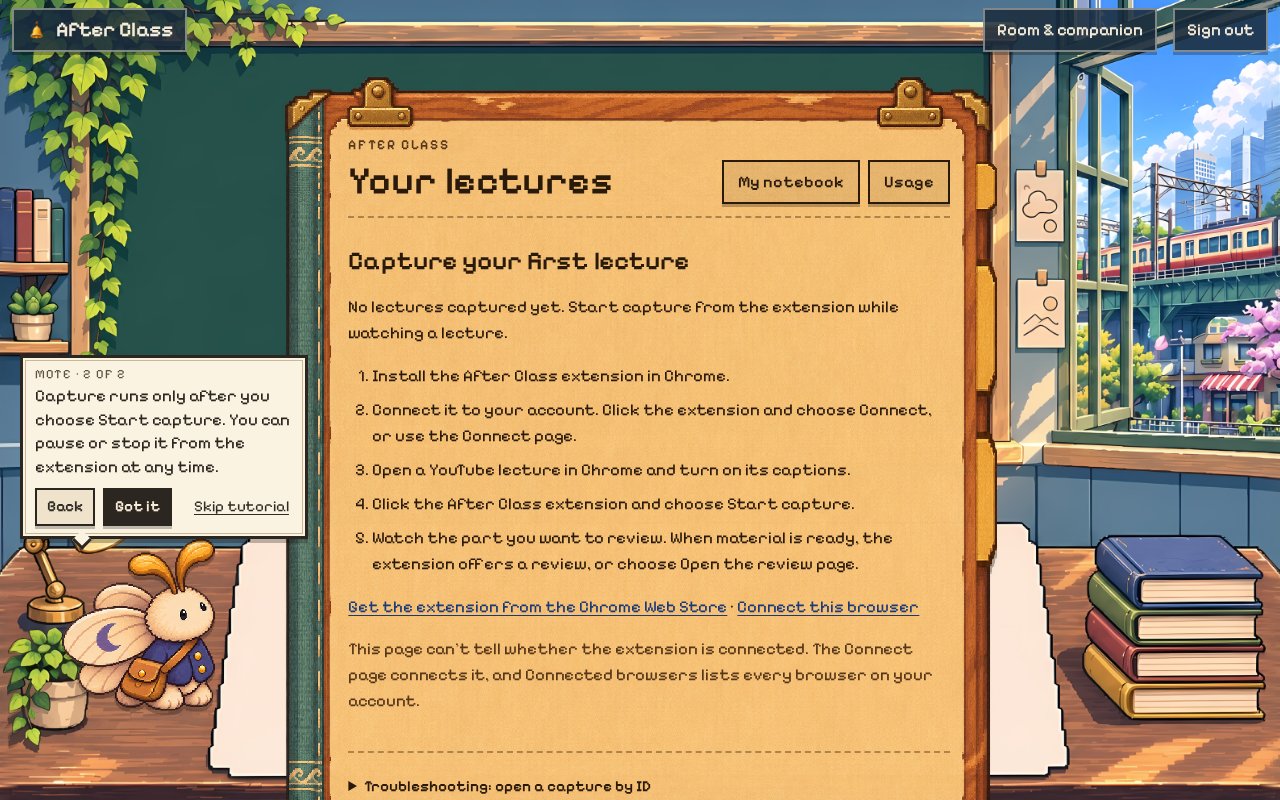 After Class
Room & companion
Sign out
AFTER CLASS
Your lectures
My notebook
Usage
Capture your first lecture
No lectures captured yet. Start capture from the extension while
watching a lecture.
1. Install the After Class extension in Chrome.
2. Connect it to your account. Click the extension and choose Connect,
or use the Connect page.
3. Open a YouTube lecture in Chrome and turn on its captions.
4. Click the After Class extension and choose Start capture.
5. Watch the part you want to review. When material is ready, the
extension offers a review, or choose Open the review page.
Get the extension from the Chrome Web Store · Connect this browser
This page can't tell whether the extension is connected. The Connect
page connects it, and Connected browsers lists every browser on your
account.
Troubleshooting: open a capture by ID
MOTE · 2 OF 2
Capture runs only after you
choose Start capture. You can
pause or stop it from the
extension at any time.
Back
Got it
Skip tutorial